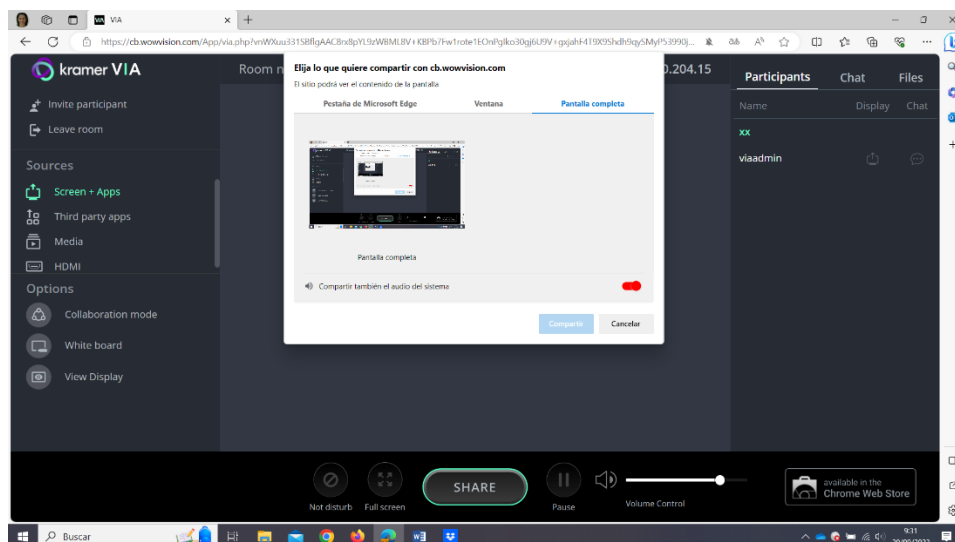 VIA
https://cb.wowvision.com/App/via.php?
kramer VIA
Room n
0.204.15
Invite participant
Leave room
Sources
Screen + Apps
Third party apps
Media
HDMI
Options
Collaboration mode
White board
View Display
Elija lo que quiere compartir con cb.wowvision.com
El sitio podrá ver el contenido de la pantalla
Pestaña de Microsoft Edge
Ventana
Pantalla completa
Pantalla completa
Compartir también el audio del sistema
Compartir
Cancelar
Participants
Chat
Files
Name
Display
Chat
xx
viaadmin
Not disturb
Full screen
SHARE
Pause
Volume Control
available in the
Chrome Web Store
Buscar
9:31